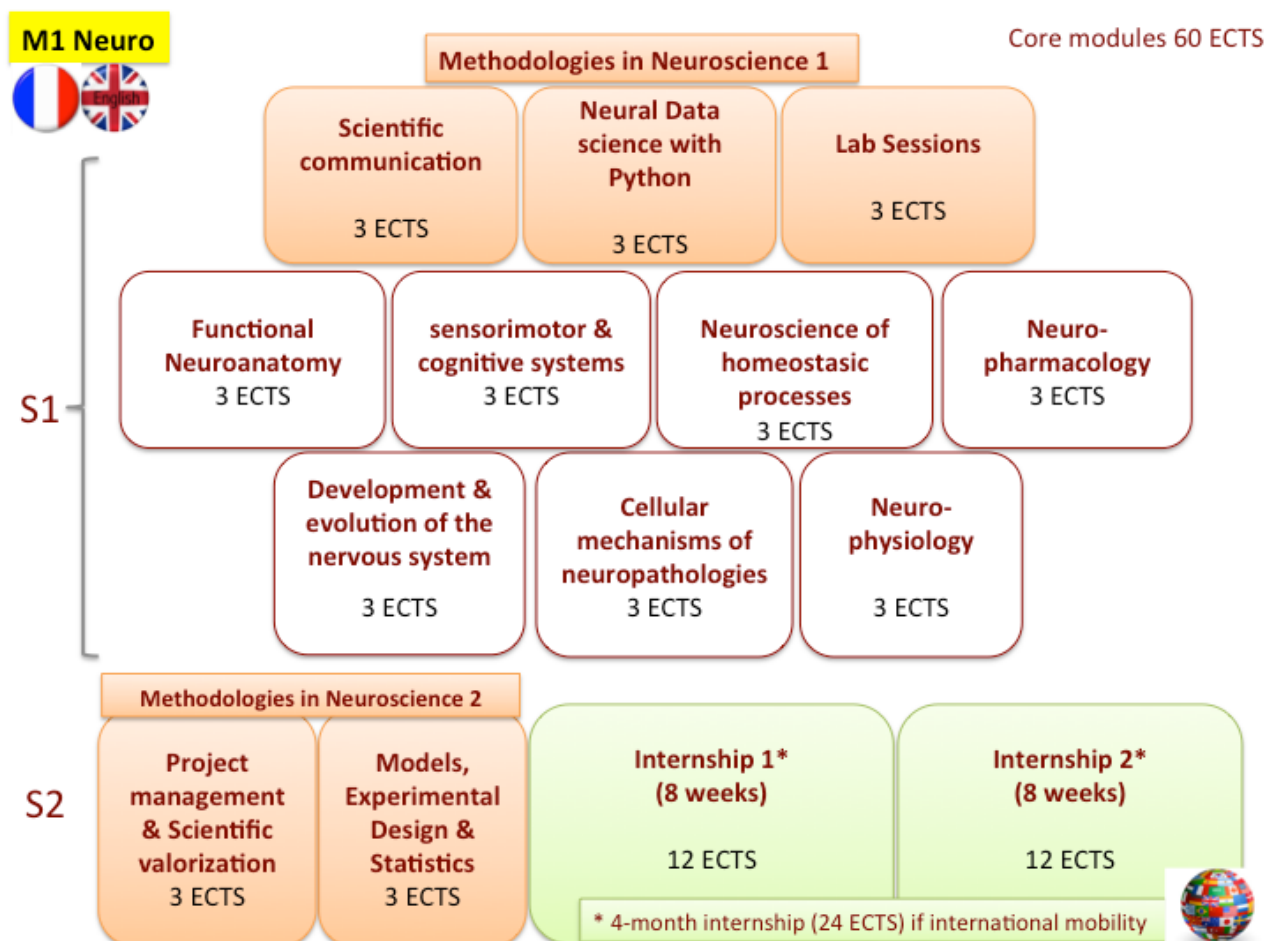 M1 Neuro
Core modules 60 ECTS
English
Methodologies in Neuroscience 1
Scientific
communication
3 ECTS
Neural Data
science with
Python
3 ECTS
Lab Sessions
3 ECTS
S1
Functional
Neuroanatomy
3 ECTS
sensorimotor &
cognitive systems
3 ECTS
Neuroscience of
homeostasic
processes
3 ECTS
Neuro-
pharmacology
3 ECTS
Development &
evolution of the
nervous system
3 ECTS
Cellular
mechanisms of
neuropathologies
3 ECTS
Neuro-
physiology
3 ECTS
S2
Methodologies in Neuroscience 2
Project
management
& Scientific
valorization
3 ECTS
Models,
Experimental
Design &
Statistics
3 ECTS
Internship 1*
(8 weeks)
12 ECTS
Internship 2*
(8 weeks)
12 ECTS
* 4-month internship (24 ECTS) if international mobility